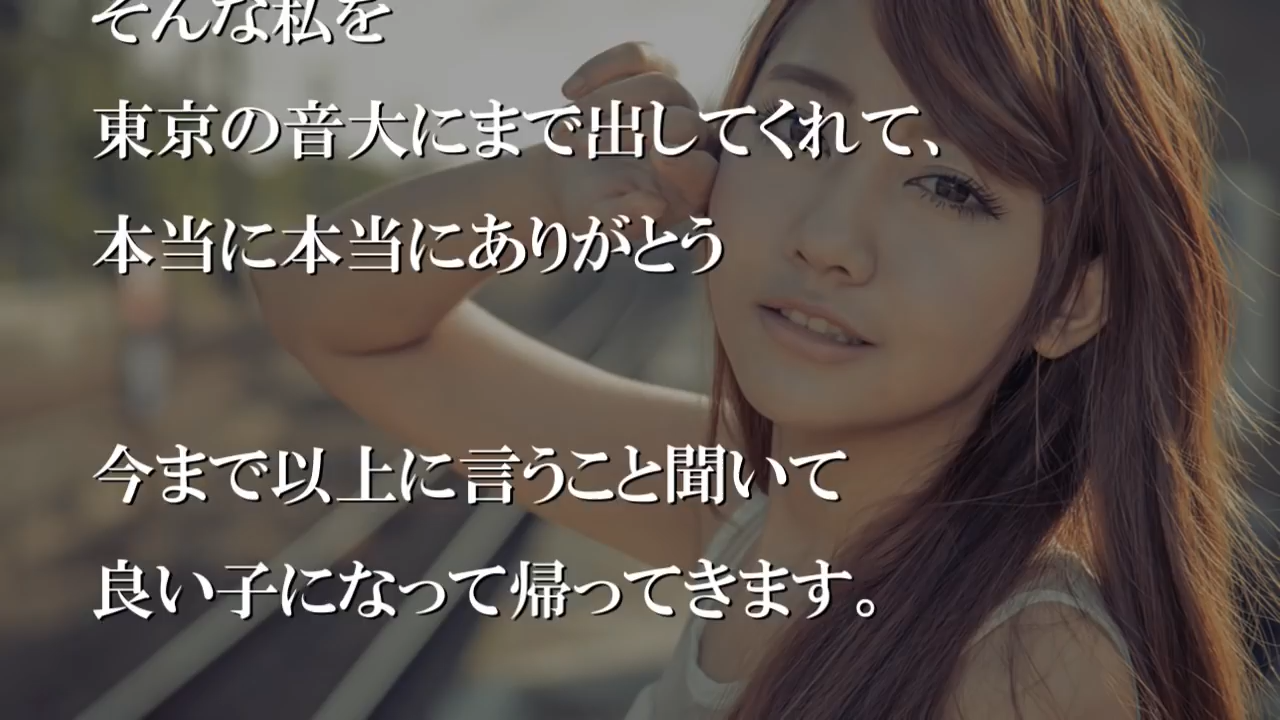 そんな私を
東京の音大にまで出してくれて、
本当に本当にありがとう
今まで以上に言うこと聞いて
良い子になって帰ってきます。